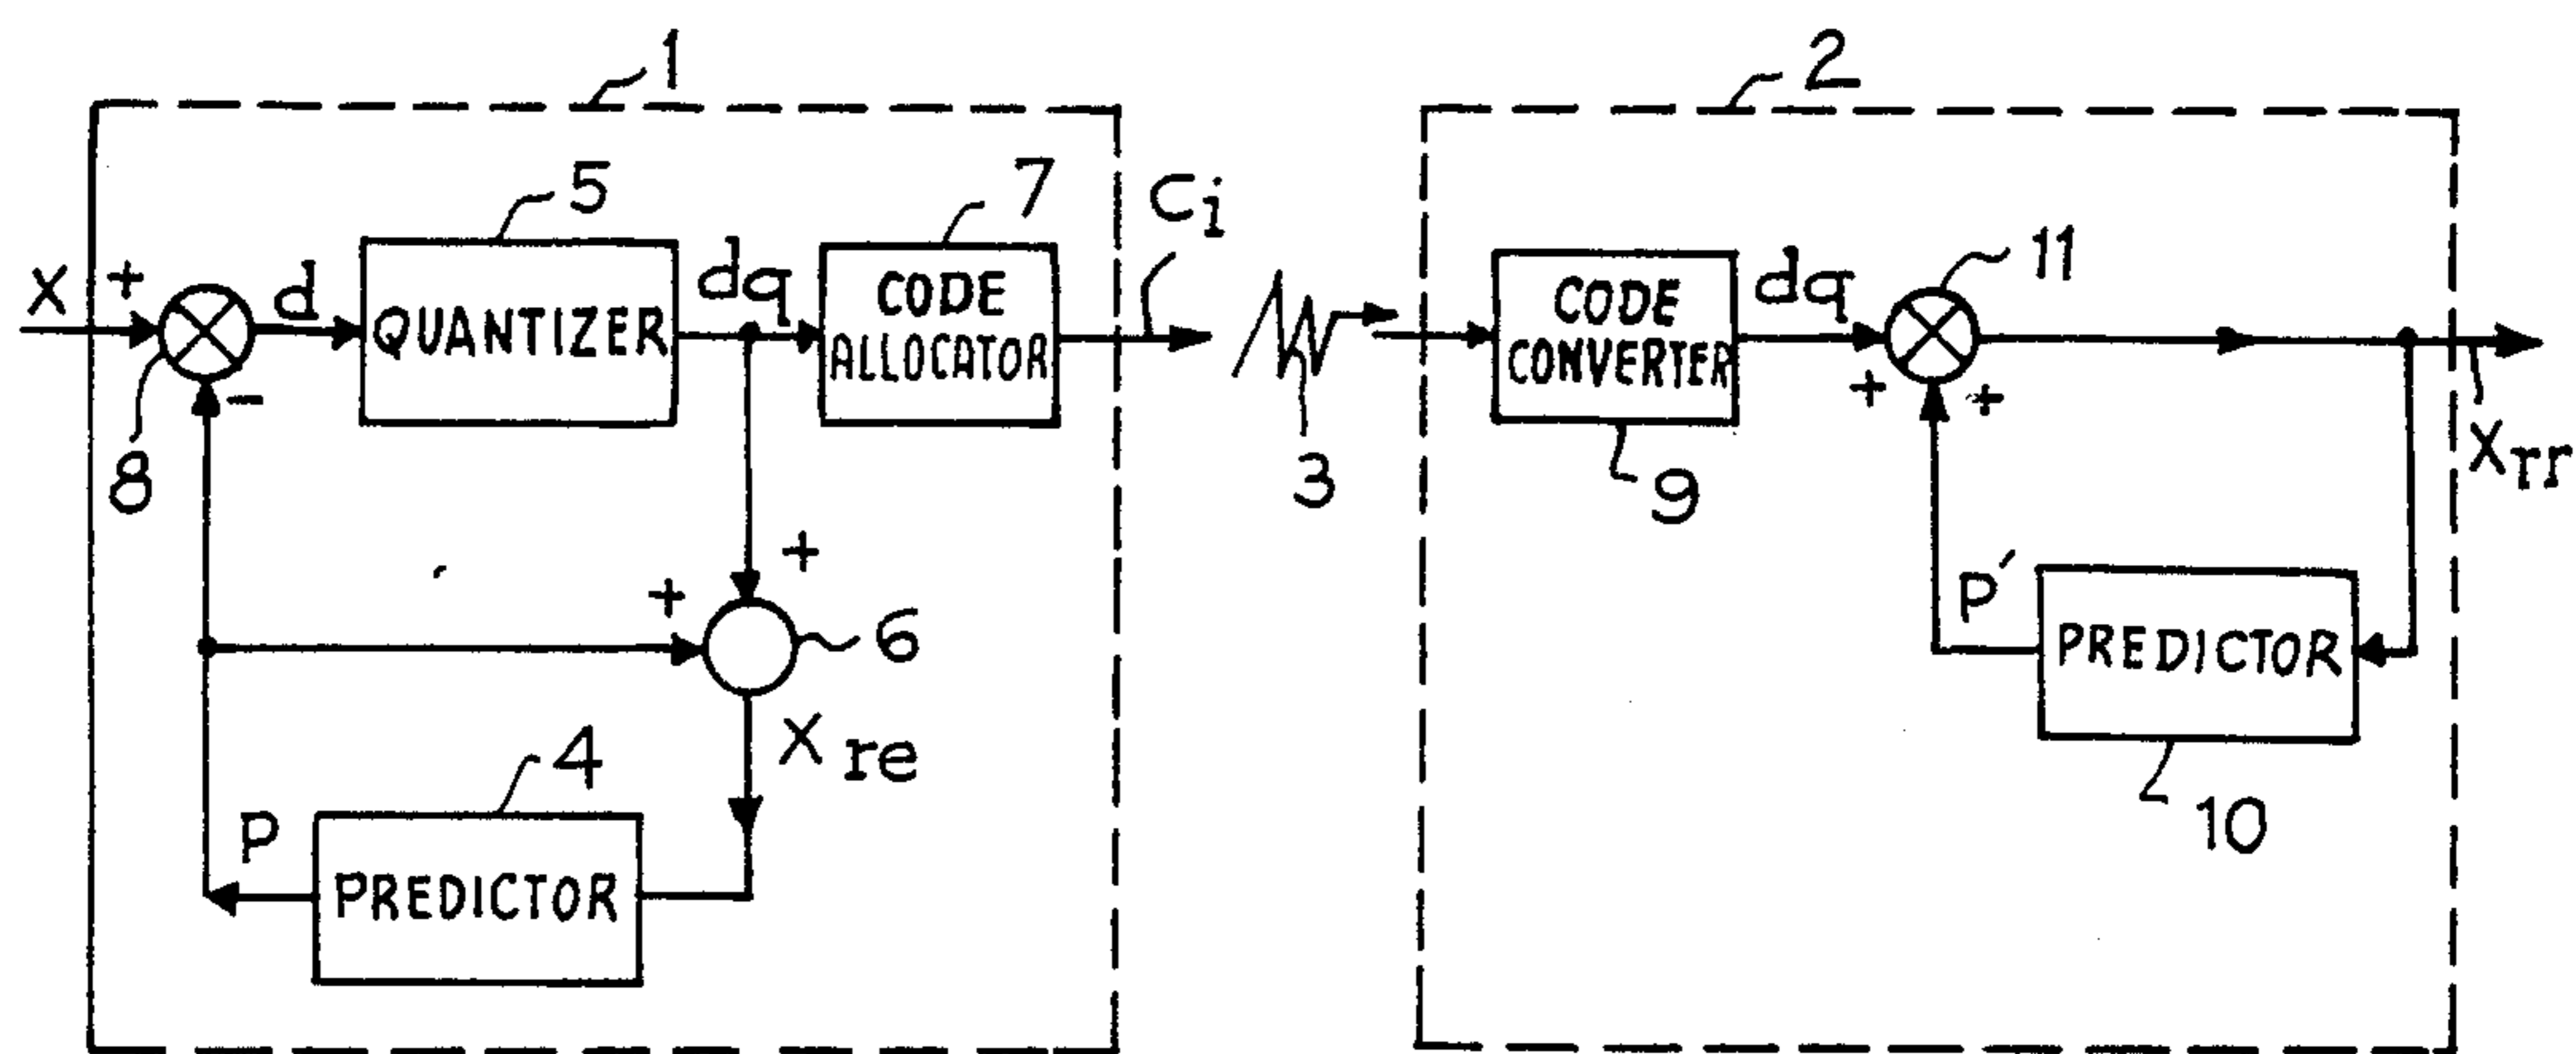 1
2
X
+
8
-
d
5
QUANTIZER
dq
7
CODE
ALLOCATOR
Ci
3
CODE
CONVERTER
9
dq
11
+
+
Xrr
P'
PREDICTOR
10
+
+
6
Xre
4
P
PREDICTOR